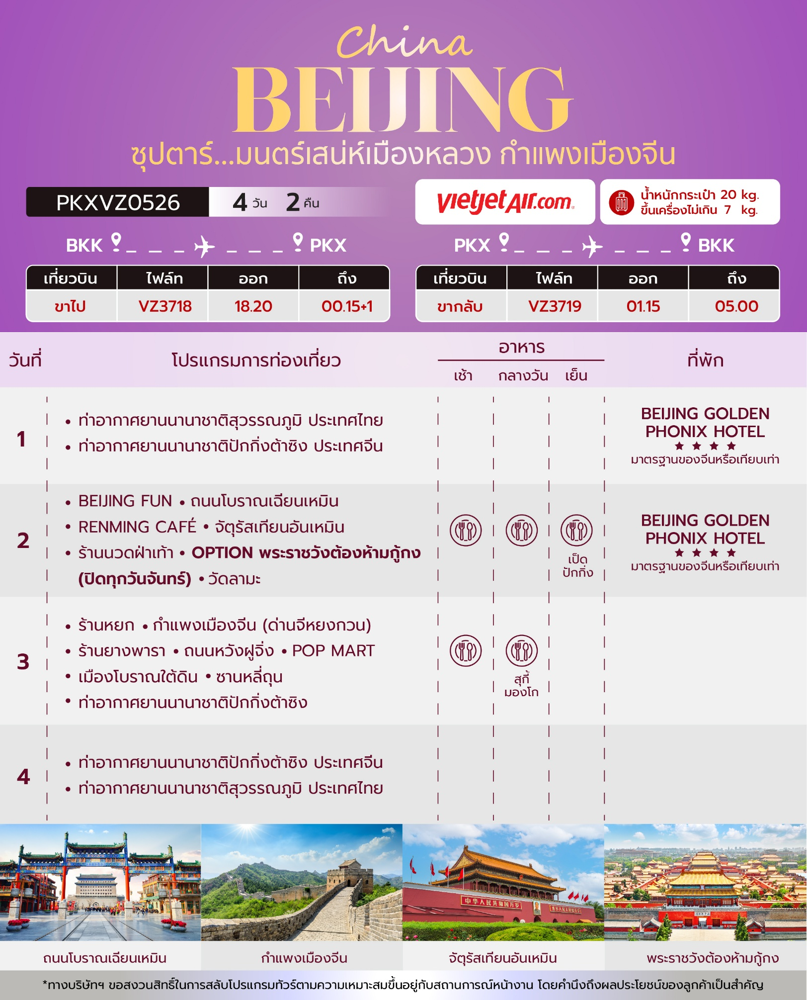 China
BEIJING
ซุปตาร์...มนตร์เสน่ห์เมืองหลวง กำแพงเมืองจีน
PKXVZ0526 4 วัน 2 คืน
vietjetAir.com
น้ำหนักกระเป๋า 20 kg.
ขึ้นเครื่องไม่เกิน 7 kg.
BKK PKX
เที่ยวบิน ไฟล์ท ออก ถึง
ขาไป VZ3718 18.20 00.15+1
PKX BKK
เที่ยวบิน ไฟล์ท ออก ถึง
ขากลับ VZ3719 01.15 05.00
วันที่ โปรแกรมการท่องเที่ยว อาหาร ที่พัก
เช้า กลางวัน เย็น
1
• ท่าอากาศยานนานาชาติสุวรรณภูมิ ประเทศไทย
• ท่าอากาศยานนานาชาติปักกิ่งต้าซิง ประเทศจีน
BEIJING GOLDEN
PHONIX HOTEL
★ ★ ★ ★
มาตรฐานของจีนหรือเทียบเท่า
2
• BEIJING FUN • ถนนโบราณเฉียนเหมิน
• RENMING CAFÉ • จัตุรัสเทียนอันเหมิน
• ร้านนวดฝ่าเท้า • OPTION พระราชวังต้องห้ามกู้กง
(ปิดทุกวันจันทร์) • วัดลามะ
เป็ด
ปักกิ่ง
BEIJING GOLDEN
PHONIX HOTEL
★ ★ ★ ★
มาตรฐานของจีนหรือเทียบเท่า
3
• ร้านหยก • กำแพงเมืองจีน (ด่านจีหยงกวน)
• ร้านยางพารา • ถนนหวังฝูจิ่ง • POP MART
• เมืองโบราณใต้ดิน • ซานหลี่ถุน
• ท่าอากาศยานนานาชาติปักกิ่งต้าซิง
สุกี้
มองโก
4
• ท่าอากาศยานนานาชาติปักกิ่งต้าซิง ประเทศจีน
• ท่าอากาศยานนานาชาติสุวรรณภูมิ ประเทศไทย
中华人民共和国万岁
世界人民大团结万岁
ถนนโบราณเฉียนเหมิน
กำแพงเมืองจีน
จัตุรัสเทียนอันเหมิน
พระราชวังต้องห้ามกู้กง
*ทางบริษัทฯ ขอสงวนสิทธิ์ในการสลับโปรแกรมทัวร์ตามความเหมาะสมขึ้นอยู่กับสถานการณ์หน้างาน โดยคำนึงถึงผลประโยชน์ของลูกค้าเป็นสำคัญ